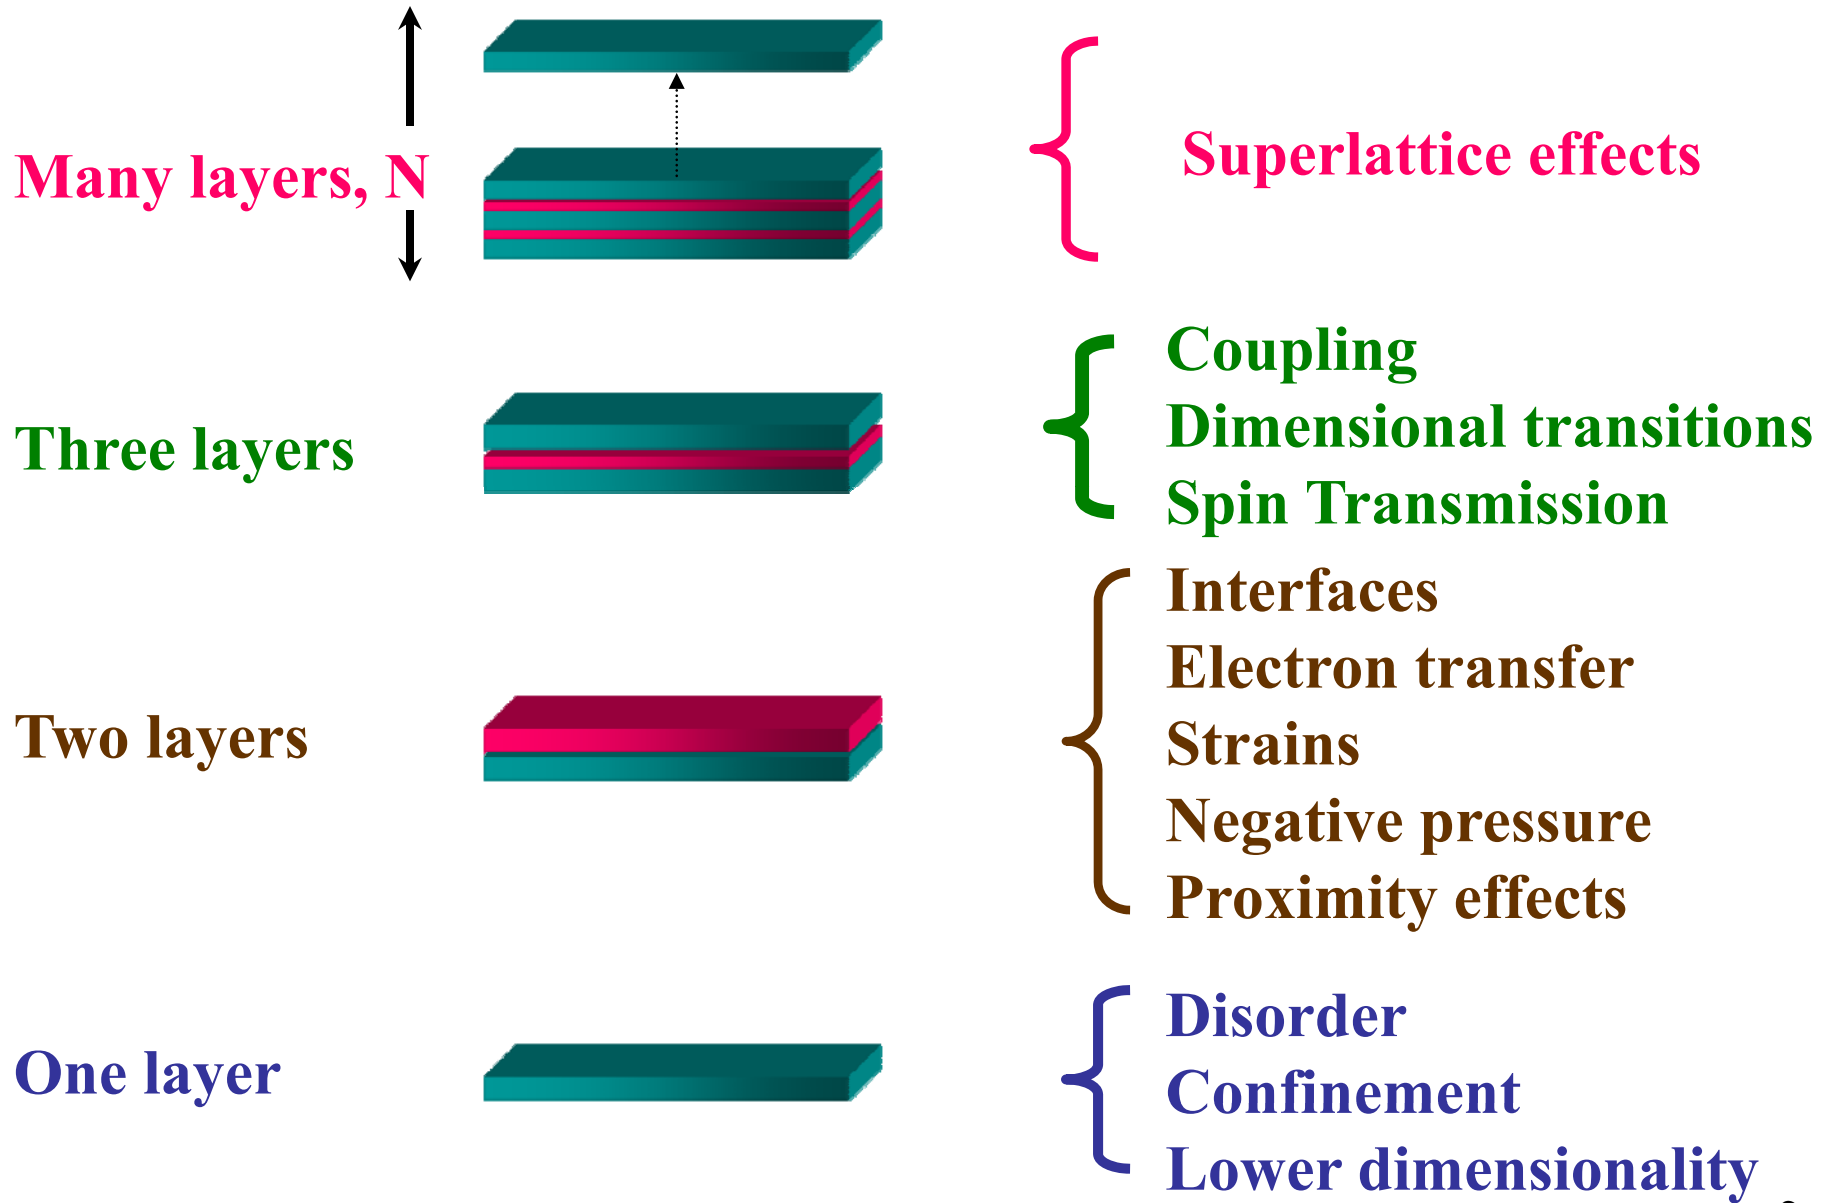 Many layers, N
Superlattice effects
Three layers
Coupling
Dimensional transitions
Spin Transmission
Two layers
Interfaces
Electron transfer
Strains
Negative pressure
Proximity effects
One layer
Disorder
Confinement
Lower dimensionality